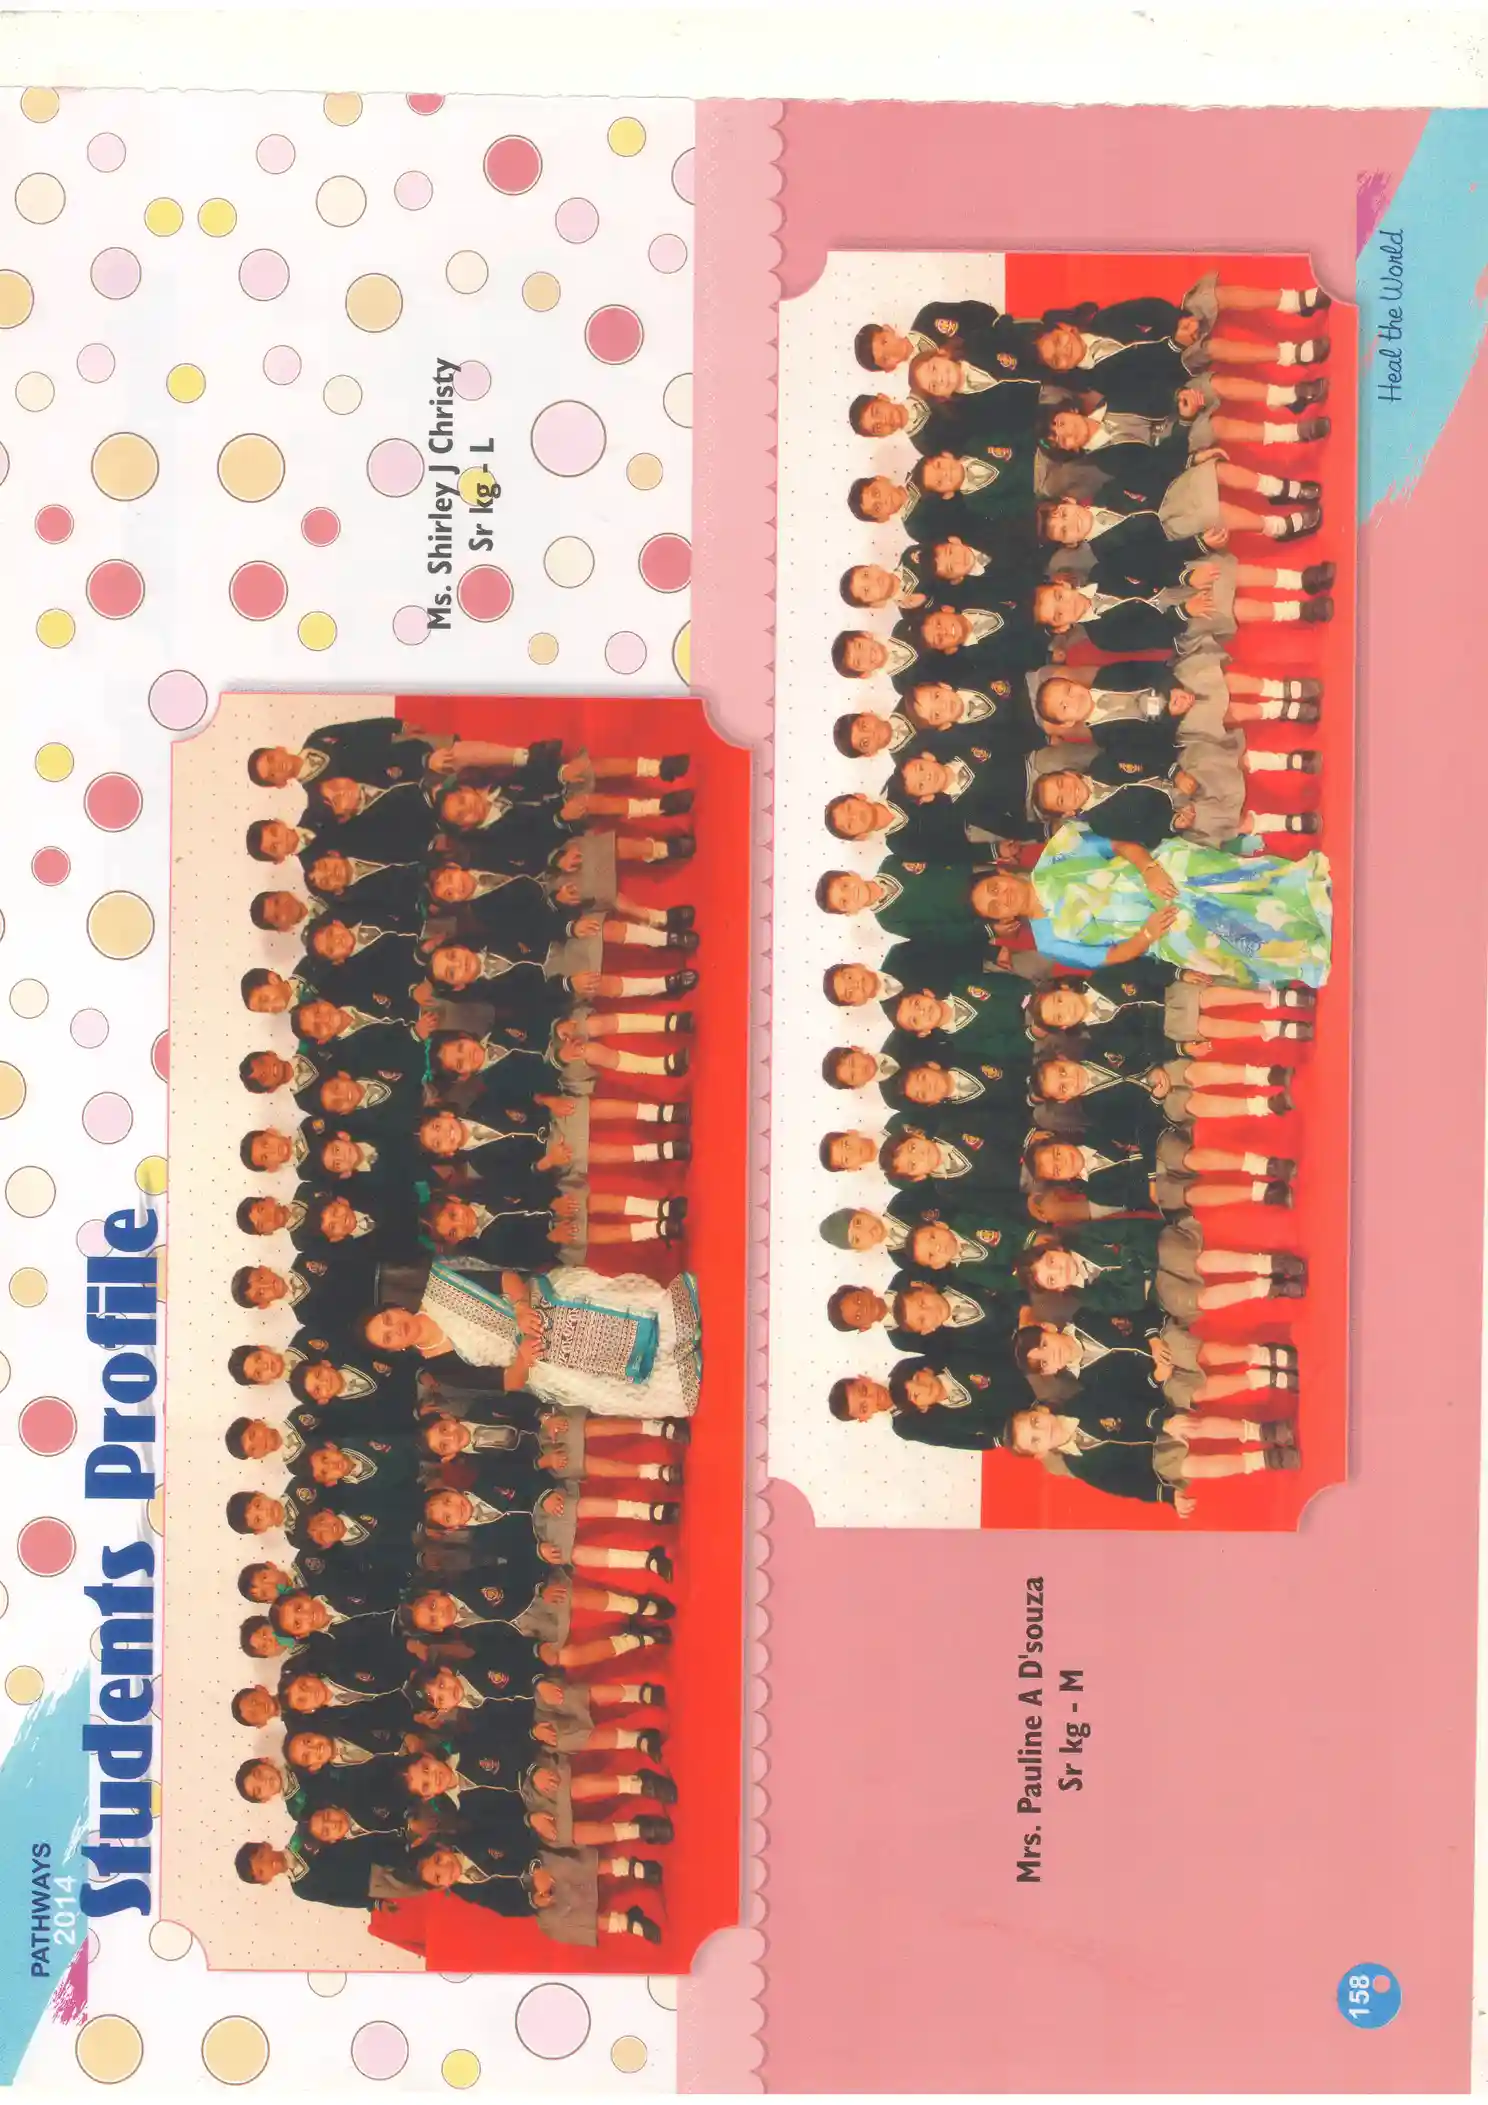 PATHWAYS
2014
Students Profile
Ms. Shirley J Christy
Sr kg - L
Mrs. Pauline A D'souza
Sr kg - M
158
Heal the World